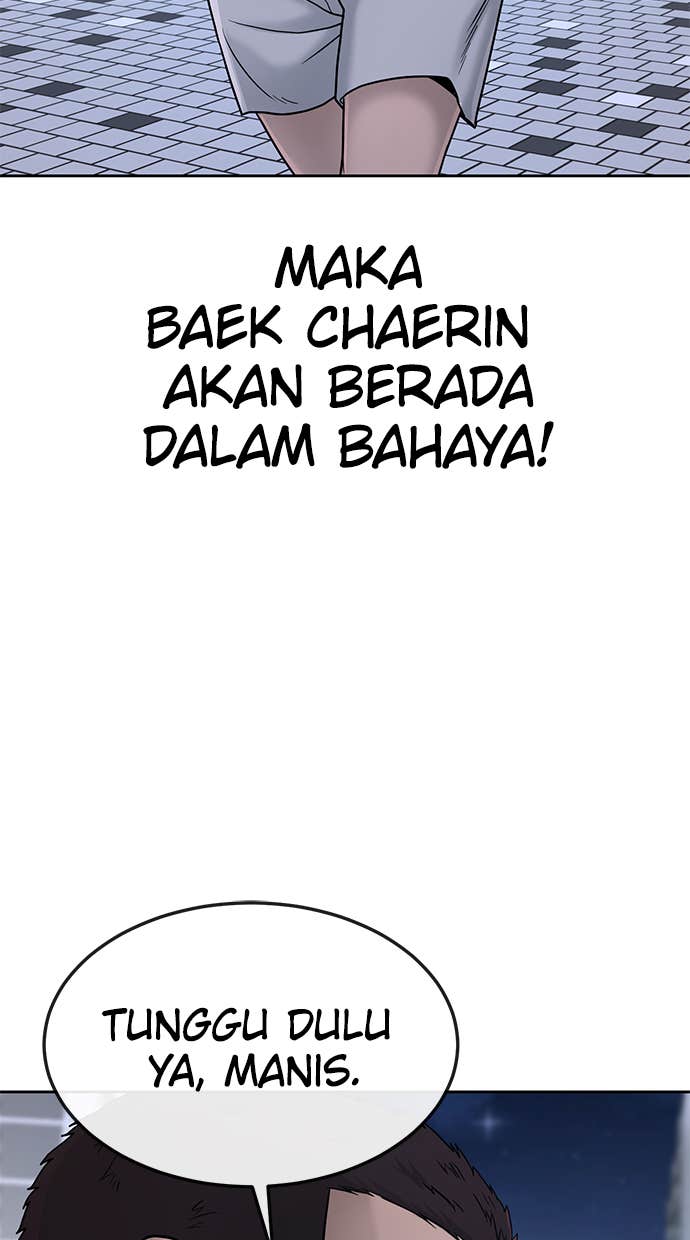 MAKA
BAEK CHAERIN
AKAN BERADA
DALAM BAHAYA!
TUNGGU DULU
YA, MANIS.